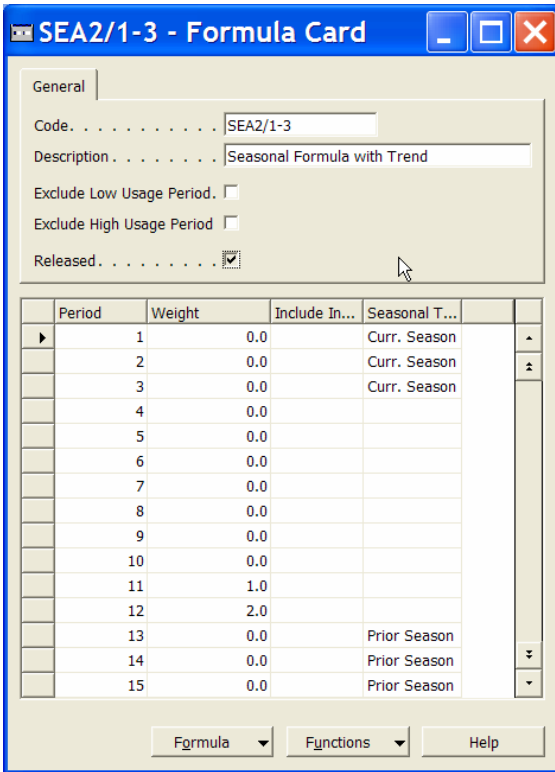 SEA2/1-3 - Formula Card
General
Code. . . . . . . . . . . SEA2/1-3
Description . . . . . . . . Seasonal Formula with Trend
Exclude Low Usage Period.
Exclude High Usage Period
Released. . . . . . . . .
Period Weight Include In... Seasonal T...
1 0.0 Curr. Season
2 0.0 Curr. Season
3 0.0 Curr. Season
4 0.0
5 0.0
6 0.0
7 0.0
8 0.0
9 0.0
10 0.0
11 1.0
12 2.0
13 0.0 Prior Season
14 0.0 Prior Season
15 0.0 Prior Season
Formula Functions Help